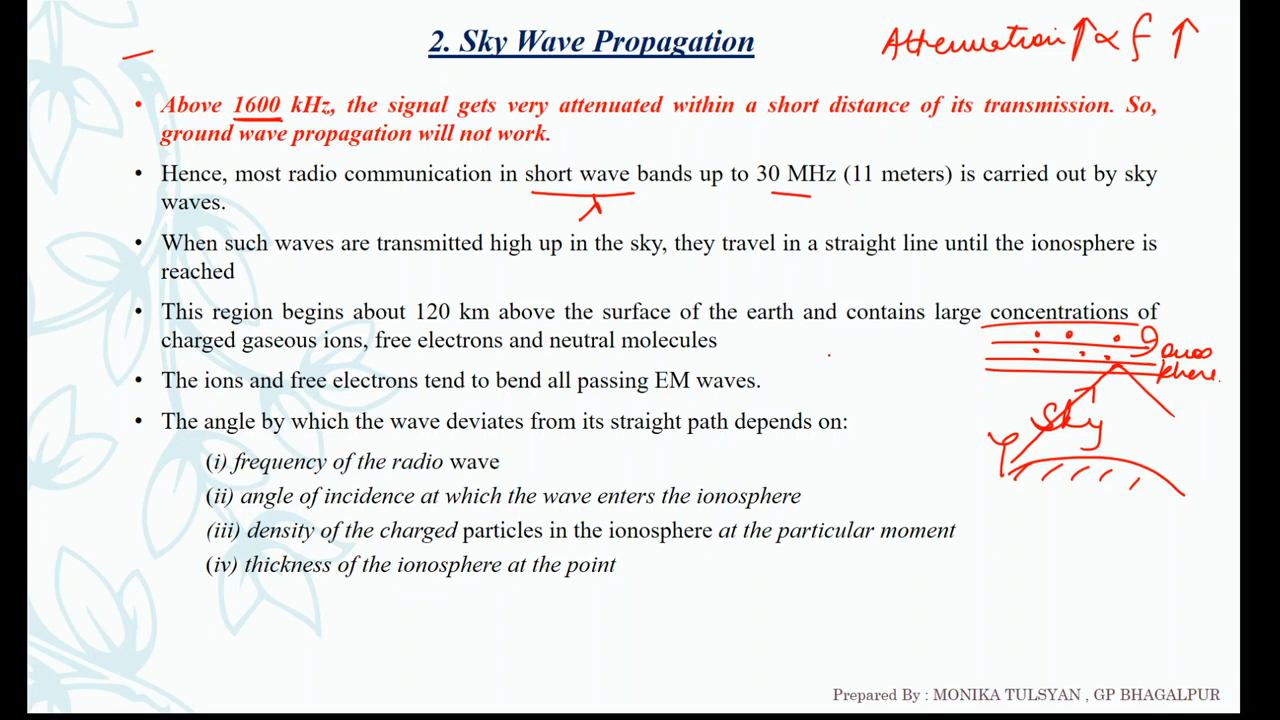 2. Sky Wave Propagation
Attenuation ↑ ∝ f ↑
• Above 1600 kHz, the signal gets very attenuated within a short distance of its transmission. So,
ground wave propagation will not work.
• Hence, most radio communication in short wave bands up to 30 MHz (11 meters) is carried out by sky
waves.
λ
• When such waves are transmitted high up in the sky, they travel in a straight line until the ionosphere is
reached
• This region begins about 120 km above the surface of the earth and contains large concentrations of
charged gaseous ions, free electrons and neutral molecules
• The ions and free electrons tend to bend all passing EM waves.
• The angle by which the wave deviates from its straight path depends on:
Sky
(i) frequency of the radio wave
(ii) angle of incidence at which the wave enters the ionosphere
(iii) density of the charged particles in the ionosphere at the particular moment
(iv) thickness of the ionosphere at the point
Prepared By : MONIKA TULSYAN , GP BHAGALPUR